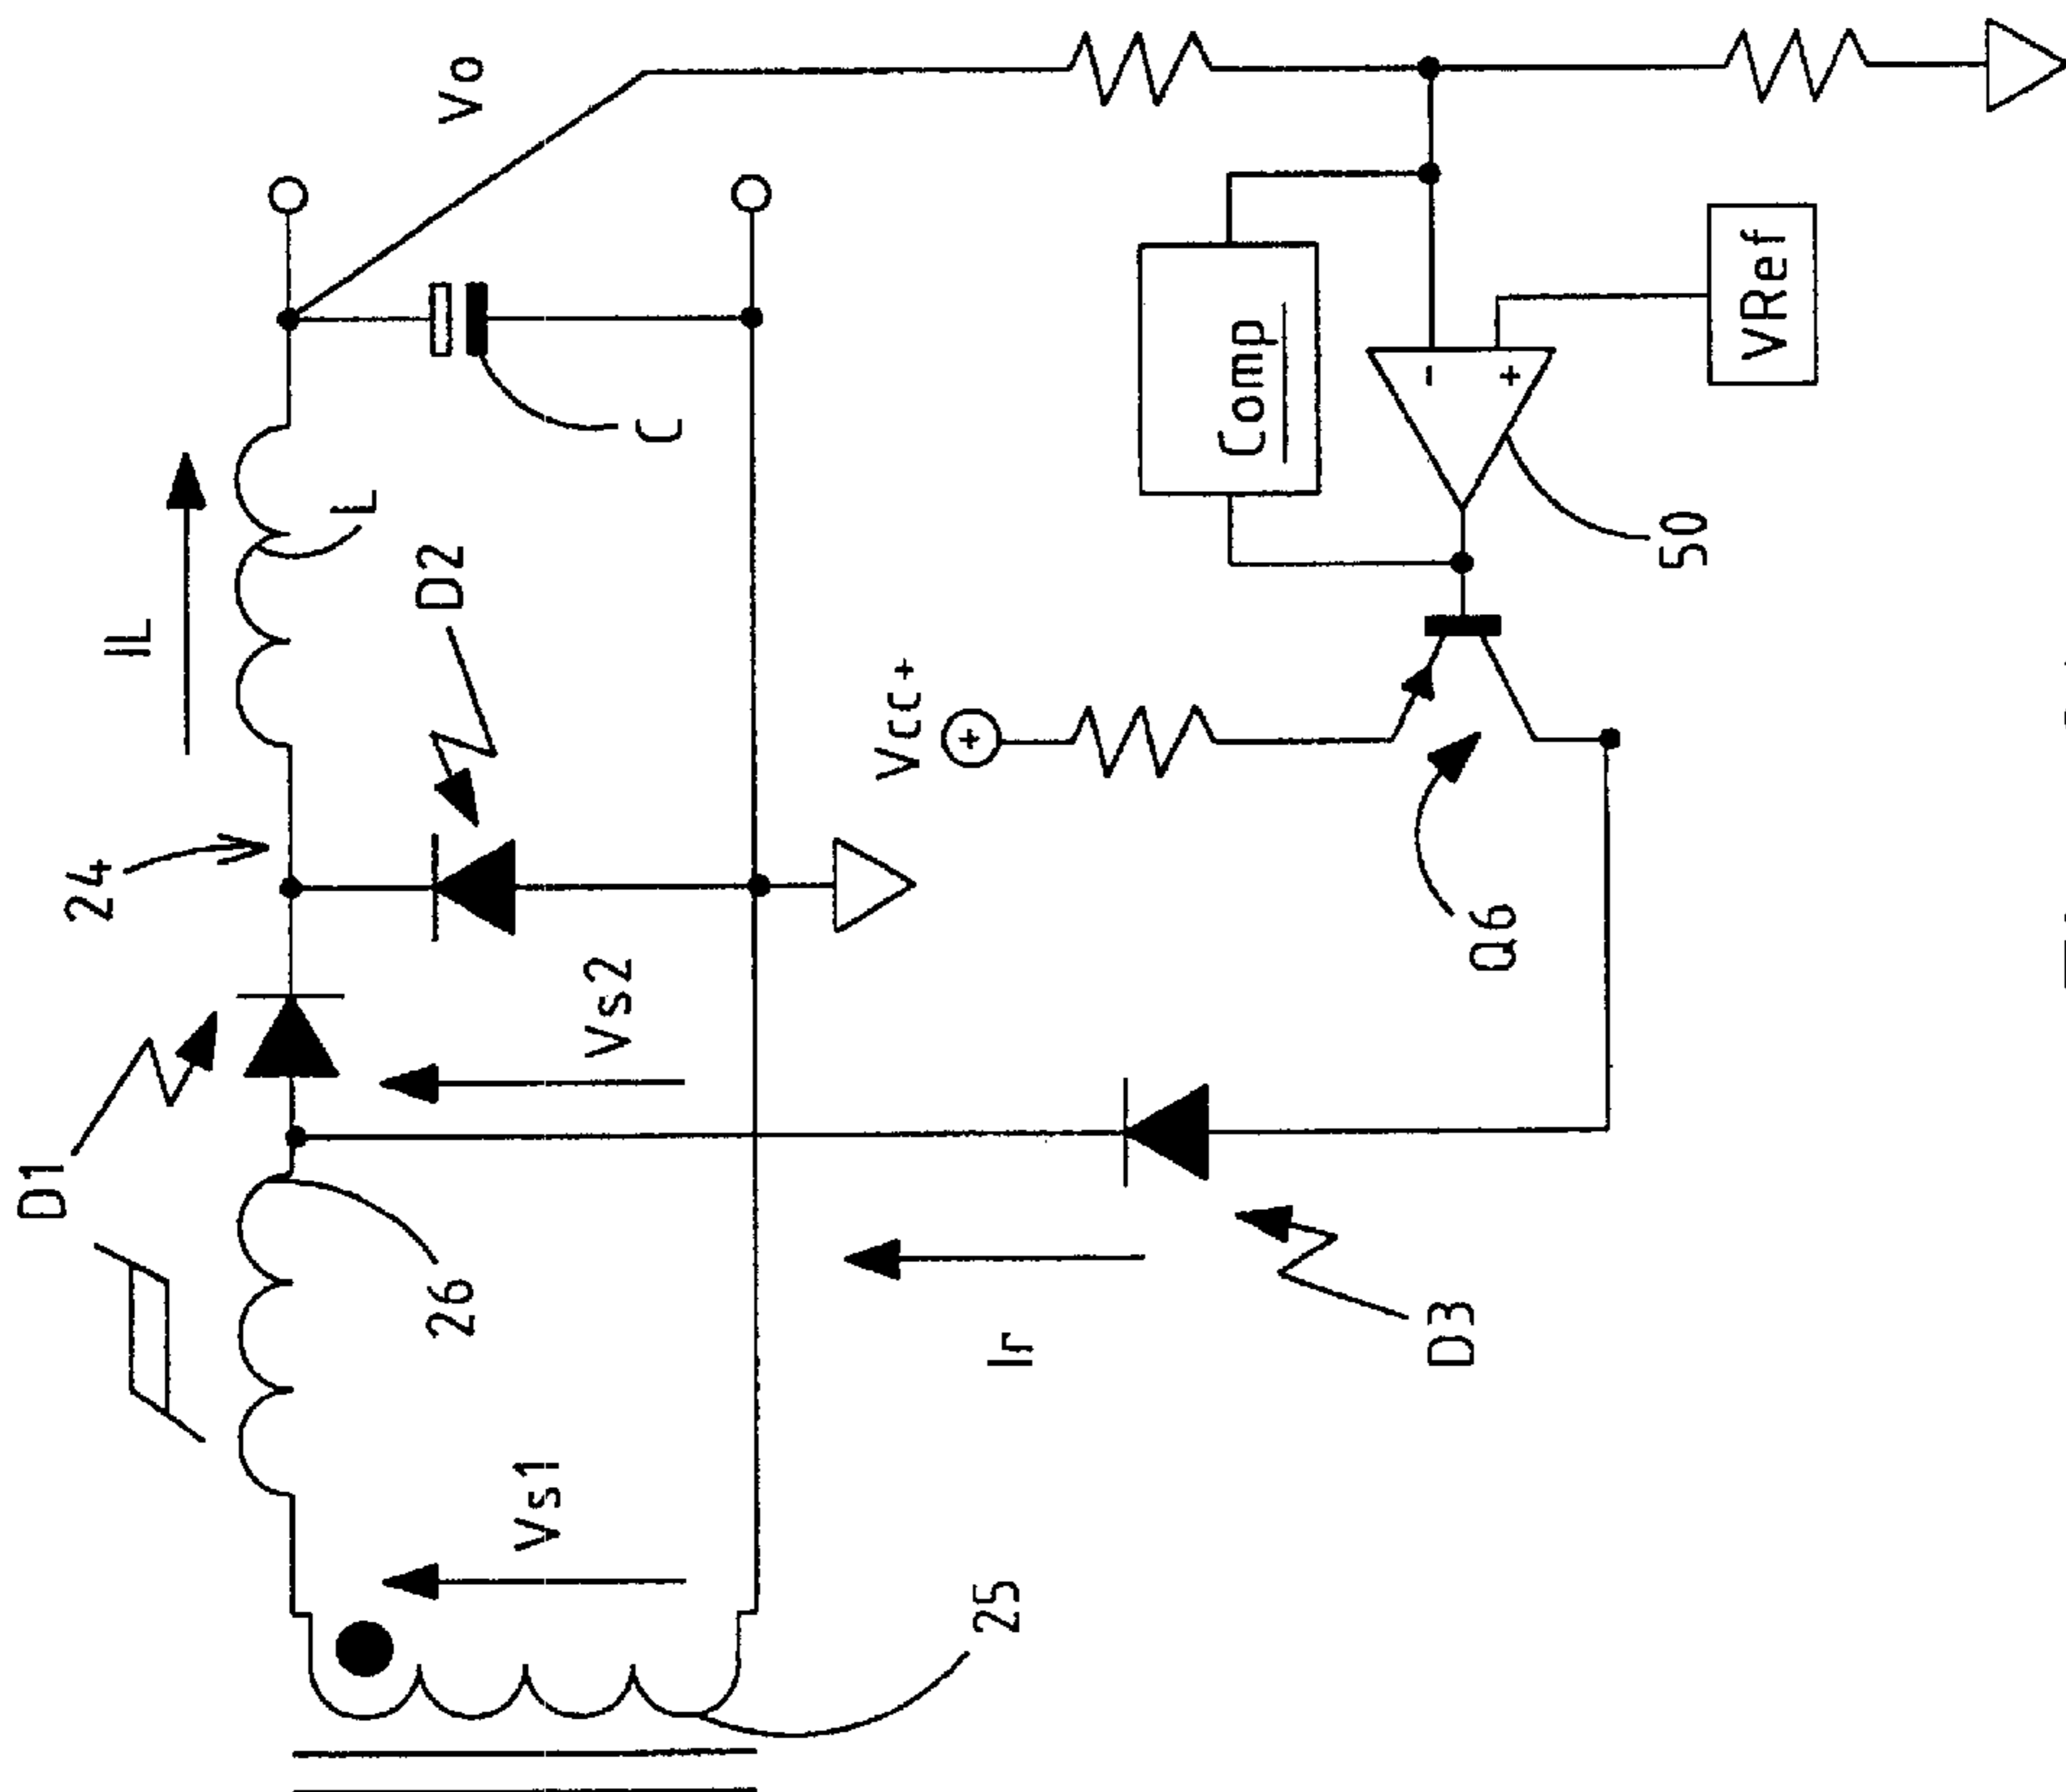 D1
24
IL
L
Vo
26
D2
C
Vs1
Vs2
25
Ir
Vcc+
D3
Q6
Comp
-
+
50
VRef